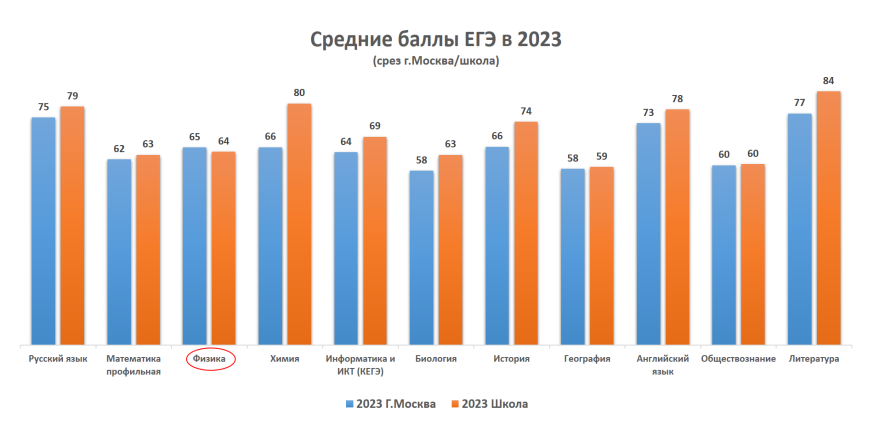 Средние баллы ЕГЭ в 2023
(срез г.Москва/школа)
75 79 62 63 65 64 66 80 64 69 58 63 66 74 58 59 73 78 60 60 77 84
Русский язык Математика Физика Химия Информатика и Биология История География Английский Обществознание Литература
профильная ИКТ (КЕГЭ) язык
2023 Г.Москва 2023 Школа